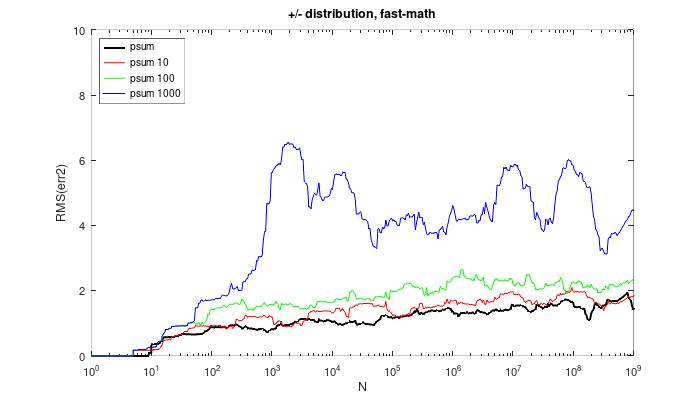 +/- distribution, fast-math
psum
psum 10
psum 100
psum 1000
RMS(err2)
10
8
6
4
2
0
10^0 10^1 10^2 10^3 10^4 10^5 10^6 10^7 10^8 10^9
N